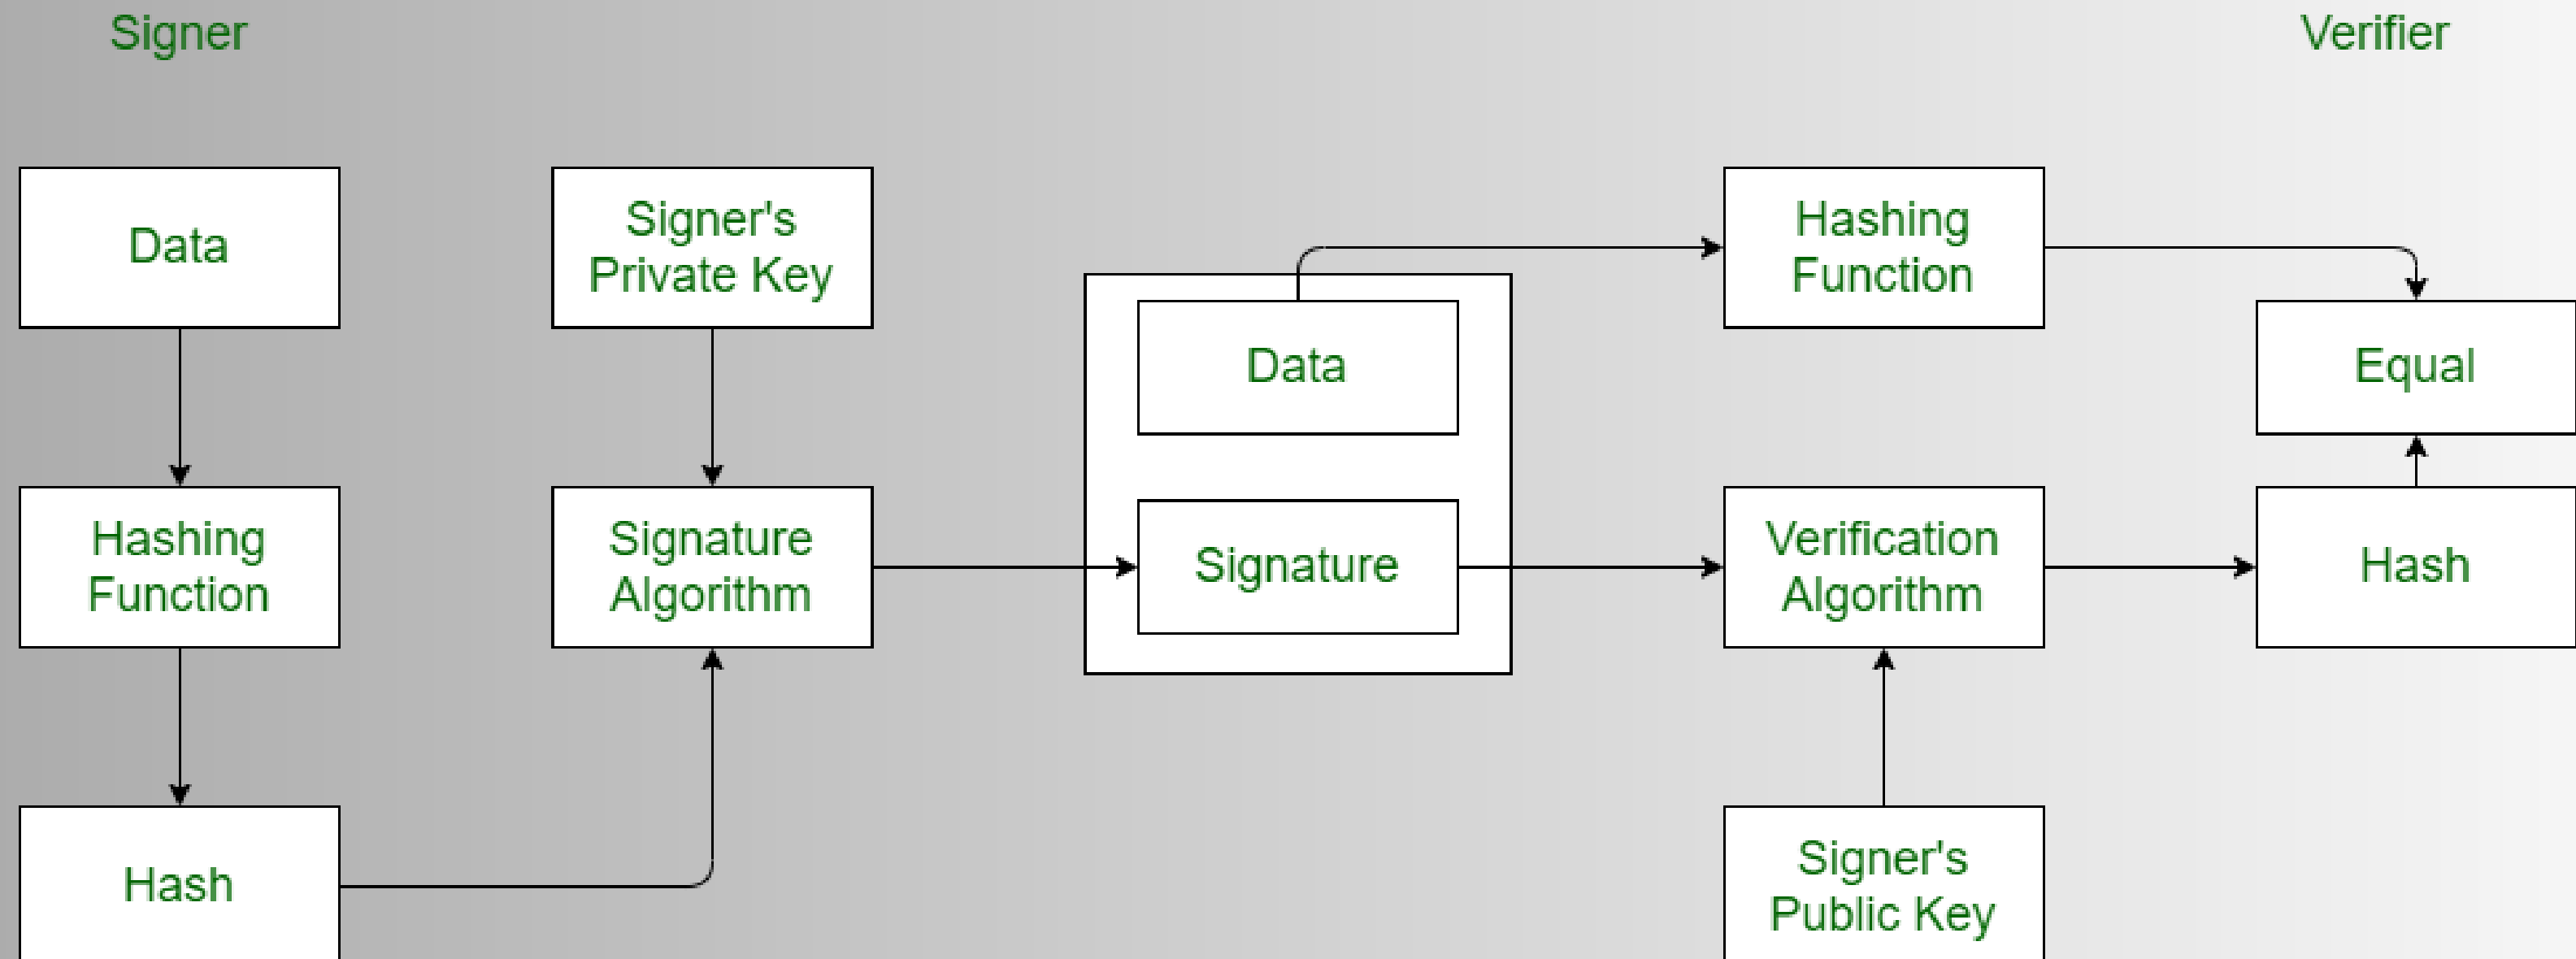 Signer
Verifier
Data
Signer's
Private Key
Hashing
Function
Data
Equal
Hashing
Function
Signature
Algorithm
Signature
Verification
Algorithm
Hash
Hash
Signer's
Public Key